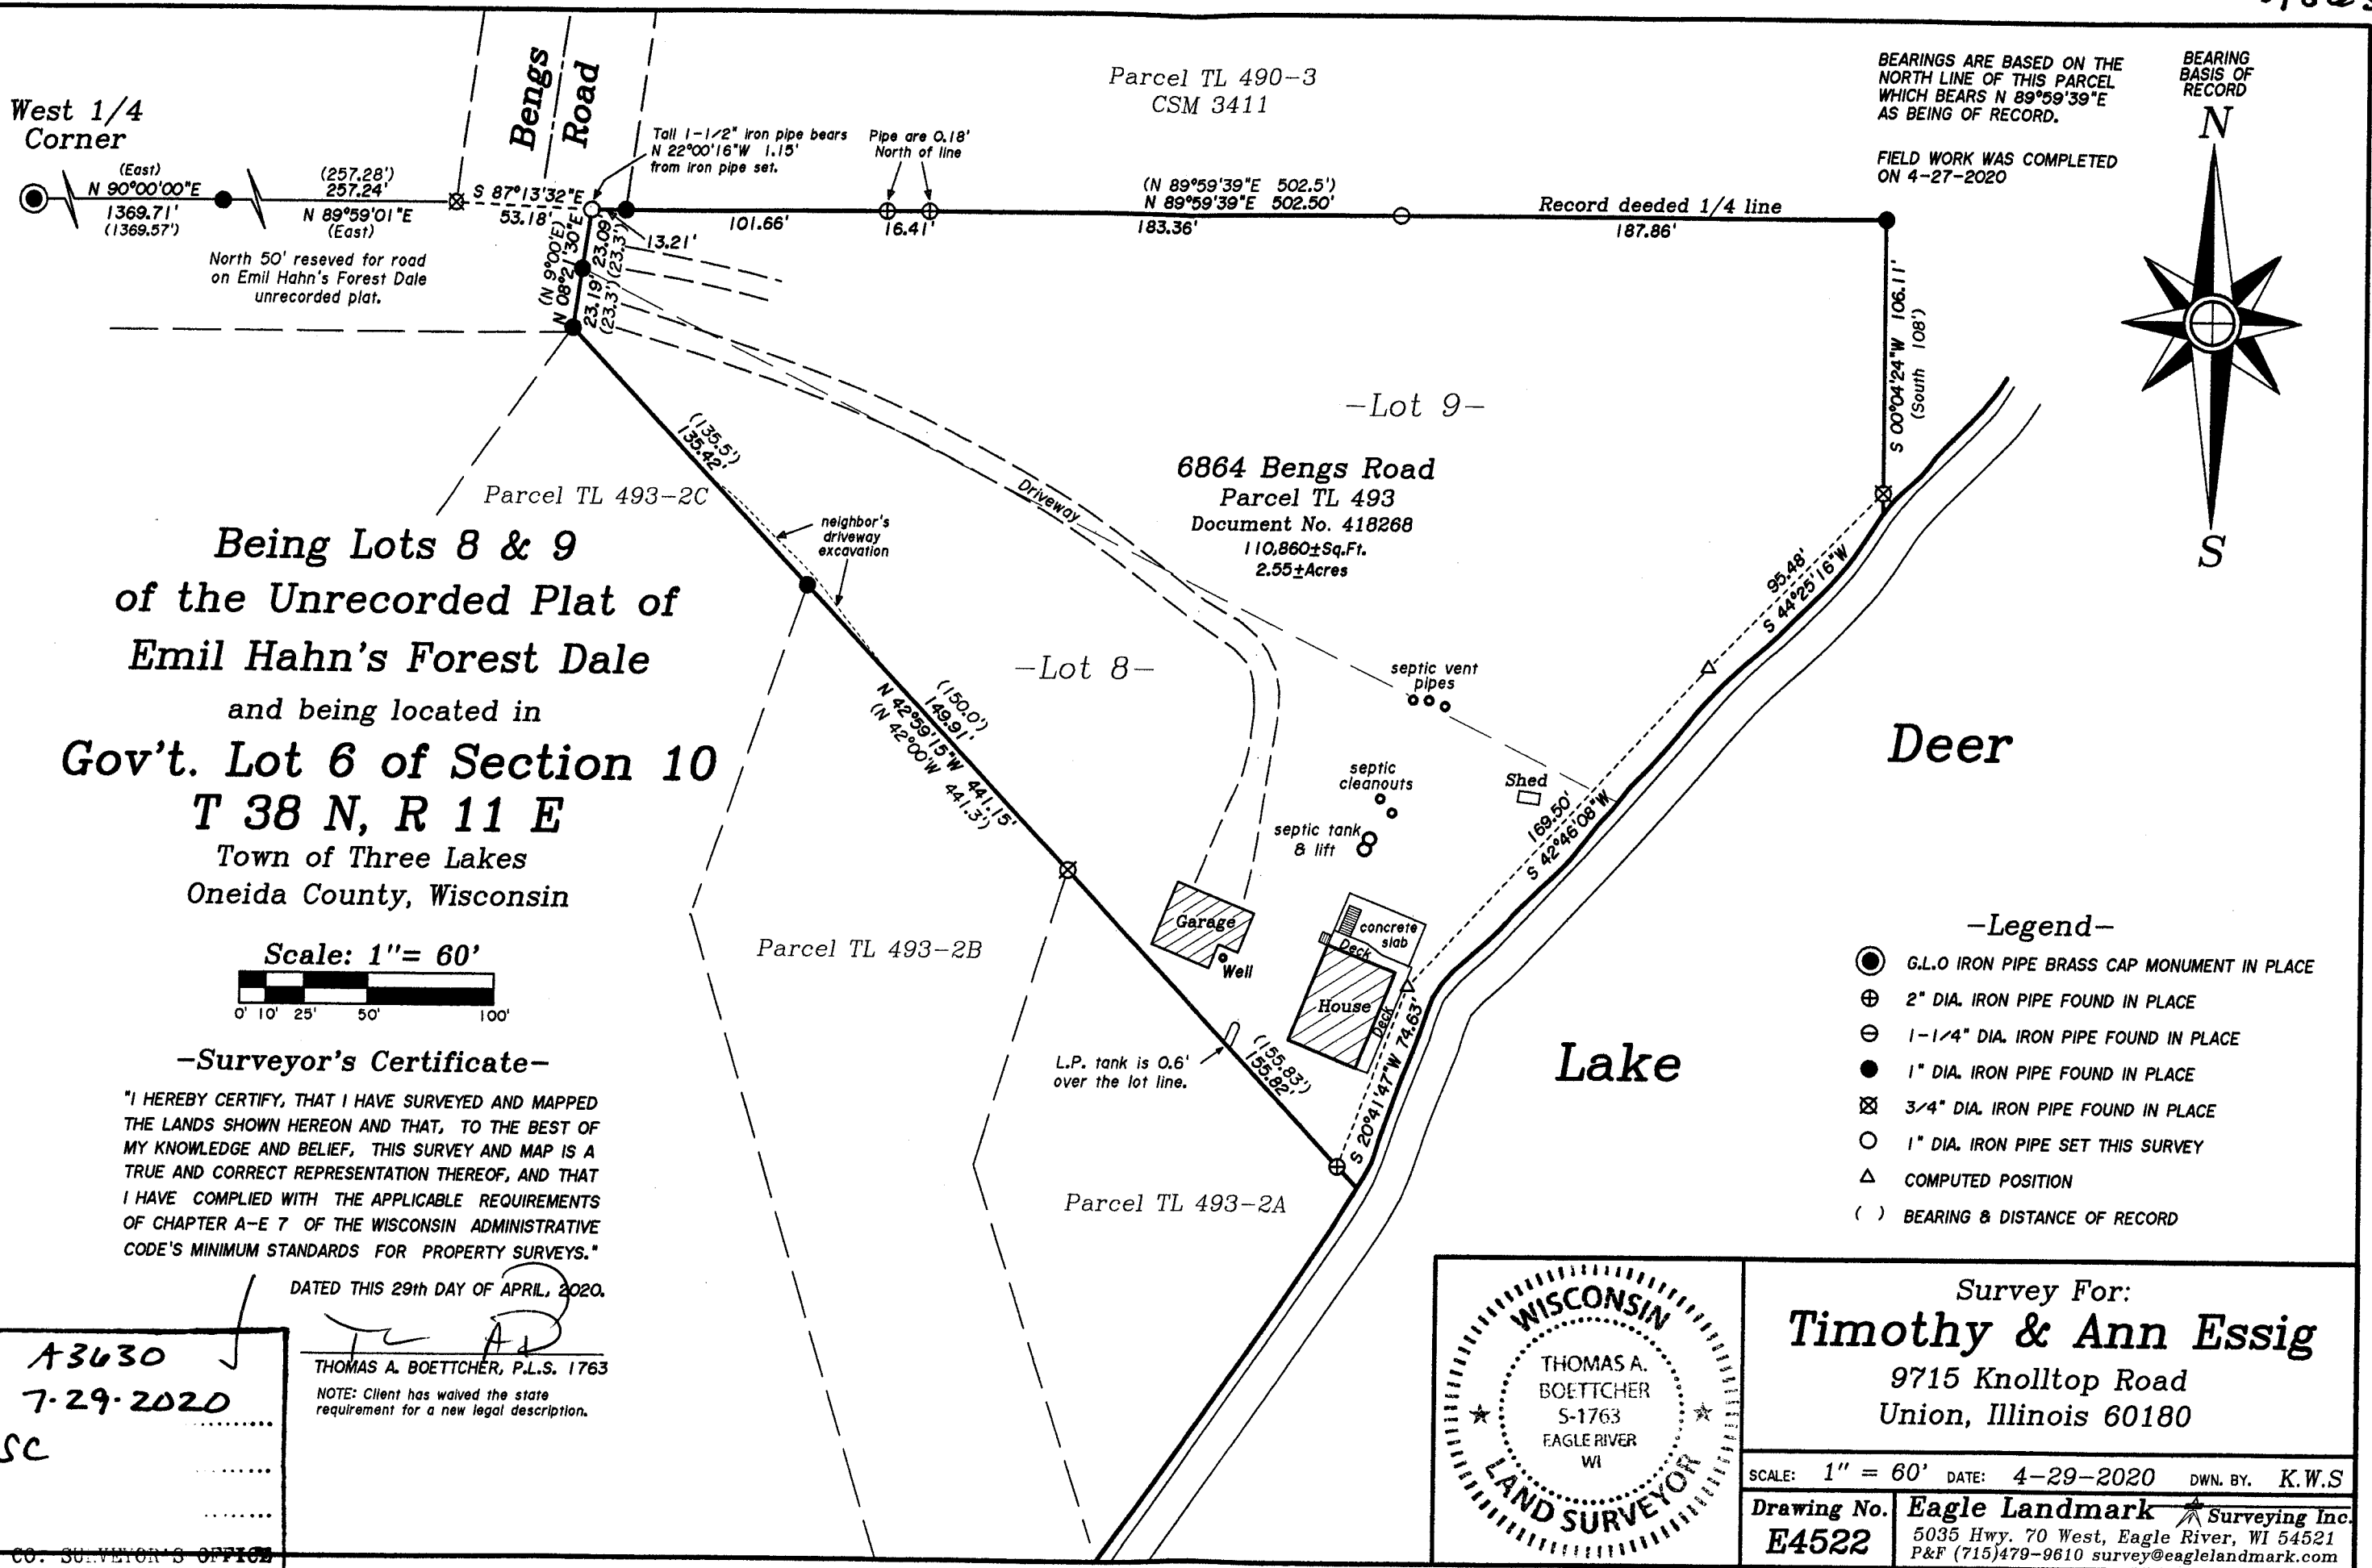 West 1/4
Corner
(East)
N 90°00'00"E
1369.71'
(1369.57')
(257.28')
257.24'
N 89°59'01"E
(East)
North 50' reseved for road
on Emil Hahn's Forest Dale
unrecorded plat.
Bengs
Road
S 87°13'32"E
53.18'
Tall 1-1/2" iron pipe bears
N 22°00'16"W 1.15'
from iron pipe set.
Pipe are 0.18'
North of line
Parcel TL 490-3
CSM 3411
13.21'
101.66'
16.41'
(N 89°59'39"E 502.5')
N 89°59'39"E 502.50'
183.36'
Record deeded 1/4 line
187.86'
(N 9°00'E)
N 08°21'30"E
23.09'
(23.3')
23.19'
(23.3')
BEARINGS ARE BASED ON THE
NORTH LINE OF THIS PARCEL
WHICH BEARS N 89°59'39"E
AS BEING OF RECORD.
FIELD WORK WAS COMPLETED
ON 4-27-2020
BEARING
BASIS OF
RECORD
N
S
S 00°04'24"W 106.11'
(South 108')
-Lot 9-
6864 Bengs Road
Parcel TL 493
Document No. 418268
110,860±Sq.Ft.
2.55±Acres
Driveway
(135.5')
135.42'
Parcel TL 493-2C
neighbor's
driveway
excavation
95.48'
S 44°25'16"W
Being Lots 8 & 9
of the Unrecorded Plat of
Emil Hahn's Forest Dale
and being located in
Gov't. Lot 6 of Section 10
T 38 N, R 11 E
Town of Three Lakes
Oneida County, Wisconsin
-Lot 8-
(150.0')
149.91'
N 42°59'15"W 441.15'
(N 42°00'W 441.3')
septic vent
pipes
septic
cleanouts
septic tank
& lift
Shed
169.50'
S 42°46'08"W
Deer
Lake
Garage
Well
concrete
slab
Deck
House
Deck
Parcel TL 493-2B
L.P. tank is 0.6'
over the lot line.
(155.83')
155.82'
S 20°41'47"W 74.63'
Parcel TL 493-2A
Scale: 1"= 60'
0' 10' 25' 50' 100'
-Surveyor's Certificate-
"I HEREBY CERTIFY, THAT I HAVE SURVEYED AND MAPPED
THE LANDS SHOWN HEREON AND THAT, TO THE BEST OF
MY KNOWLEDGE AND BELIEF, THIS SURVEY AND MAP IS A
TRUE AND CORRECT REPRESENTATION THEREOF, AND THAT
I HAVE COMPLIED WITH THE APPLICABLE REQUIREMENTS
OF CHAPTER A-E 7 OF THE WISCONSIN ADMINISTRATIVE
CODE'S MINIMUM STANDARDS FOR PROPERTY SURVEYS."
DATED THIS 29th DAY OF APRIL, 2020.
THOMAS A. BOETTCHER, P.L.S. 1763
NOTE: Client has waived the state
requirement for a new legal description.
A3630
7-29-2020
SC
CO. SURVEYOR'S OFFICE
-Legend-
G.L.O IRON PIPE BRASS CAP MONUMENT IN PLACE
2" DIA. IRON PIPE FOUND IN PLACE
1-1/4" DIA. IRON PIPE FOUND IN PLACE
1" DIA. IRON PIPE FOUND IN PLACE
3/4" DIA. IRON PIPE FOUND IN PLACE
1" DIA. IRON PIPE SET THIS SURVEY
COMPUTED POSITION
( ) BEARING & DISTANCE OF RECORD
WISCONSIN
THOMAS A.
BOETTCHER
S-1763
EAGLE RIVER
WI
LAND SURVEYOR
Survey For:
Timothy & Ann Essig
9715 Knolltop Road
Union, Illinois 60180
SCALE: 1" = 60' DATE: 4-29-2020 DWN. BY. K.W.S
Drawing No.
E4522
Eagle Landmark Surveying Inc.
5035 Hwy. 70 West, Eagle River, WI 54521
P&F (715)479-9610 survey@eaglelandmark.com